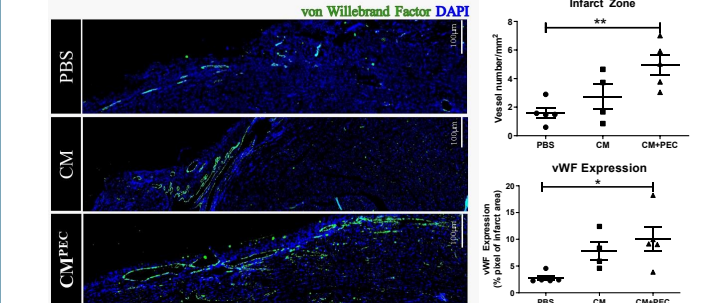 von Willebrand Factor DAPI
PBS
100µm
CM
100µm
CMPEC
100µm
Infarct Zone
**
Vessel number/mm2
8
6
4
2
0
PBS CM CM+PEC
vWF Expression
*
vWF Expression
(% pixel of infarct area)
20
15
10
5
0
PBS CM CM+PEC